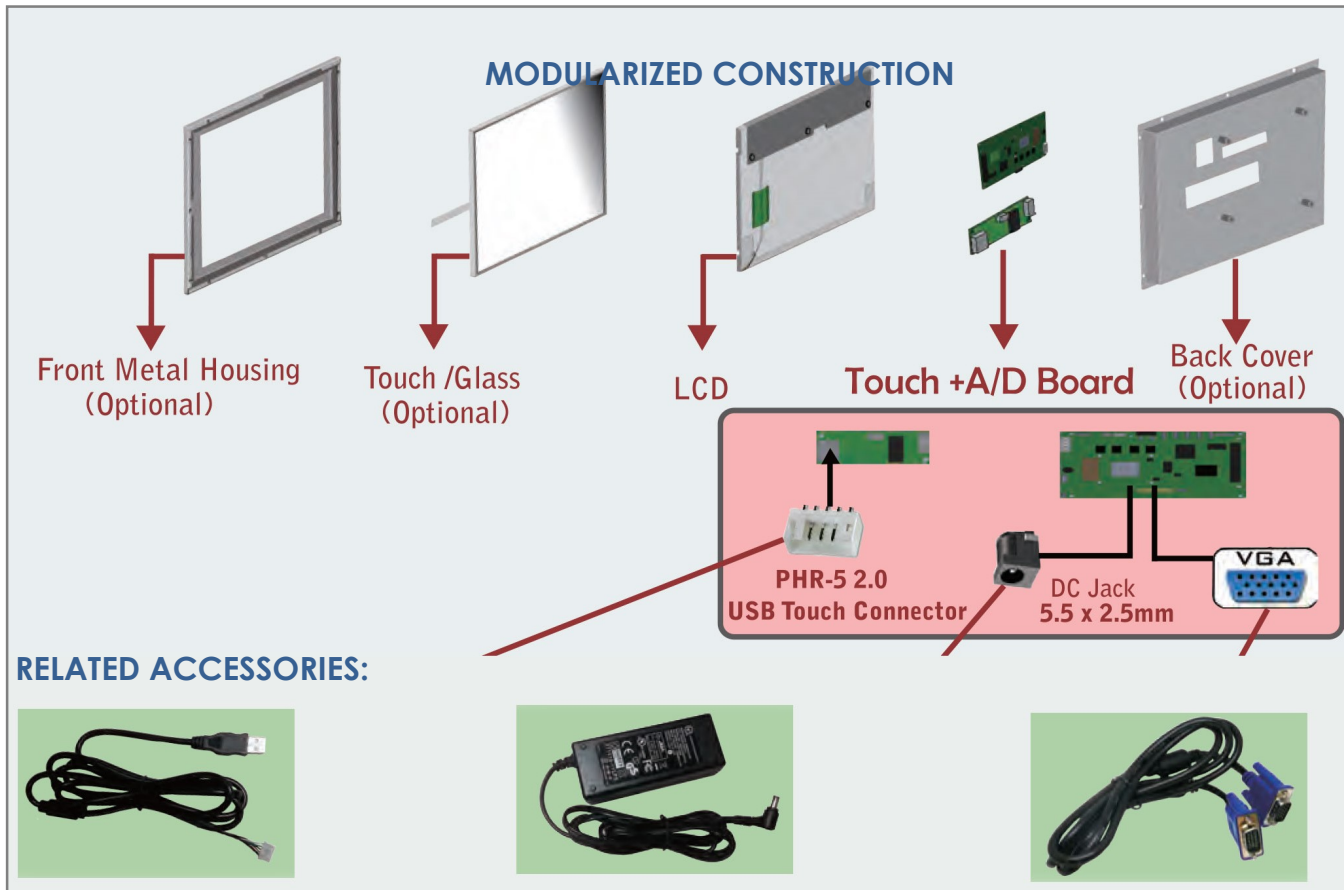 MODULARIZED CONSTRUCTION
Front Metal Housing
(Optional)
Touch /Glass
(Optional)
LCD
Touch +A/D Board
Back Cover
(Optional)
PHR-5 2.0
USB Touch Connector
DC Jack
5.5 x 2.5mm
VGA
RELATED ACCESSORIES: